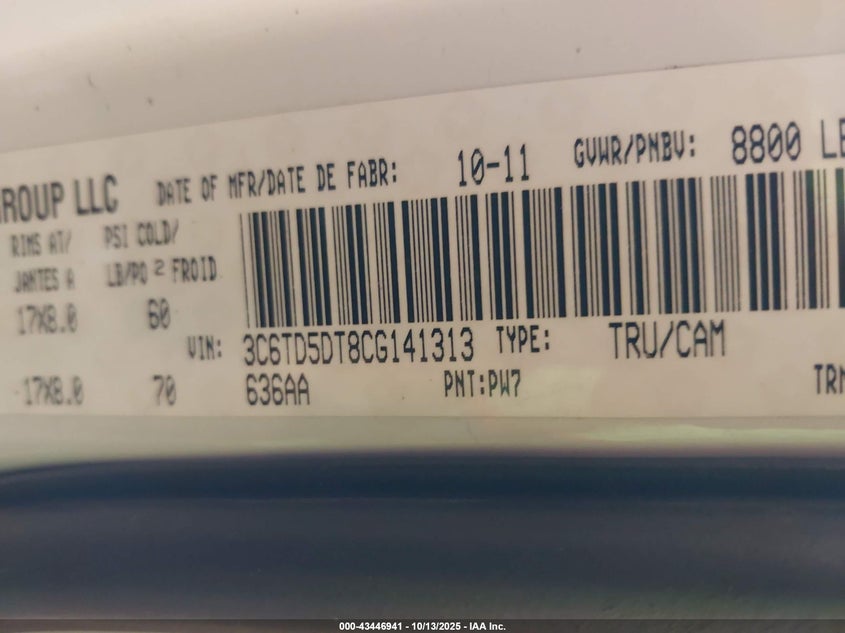 GROUP LLC DATE OF MFR/DATE DE FABR: 10-11 GVWR/PNBV: 8800 LB
RIMS AT/ PSI COLD/
JANTES A LB/PO 2 FROID
17X8.0 60
VIN: 3C6TD5DT8CG141313 TYPE: TRU/CAM
17X8.0 70 636AA PNT:PW7 TRN
000-43446941 - 10/13/2025 - IAA Inc.